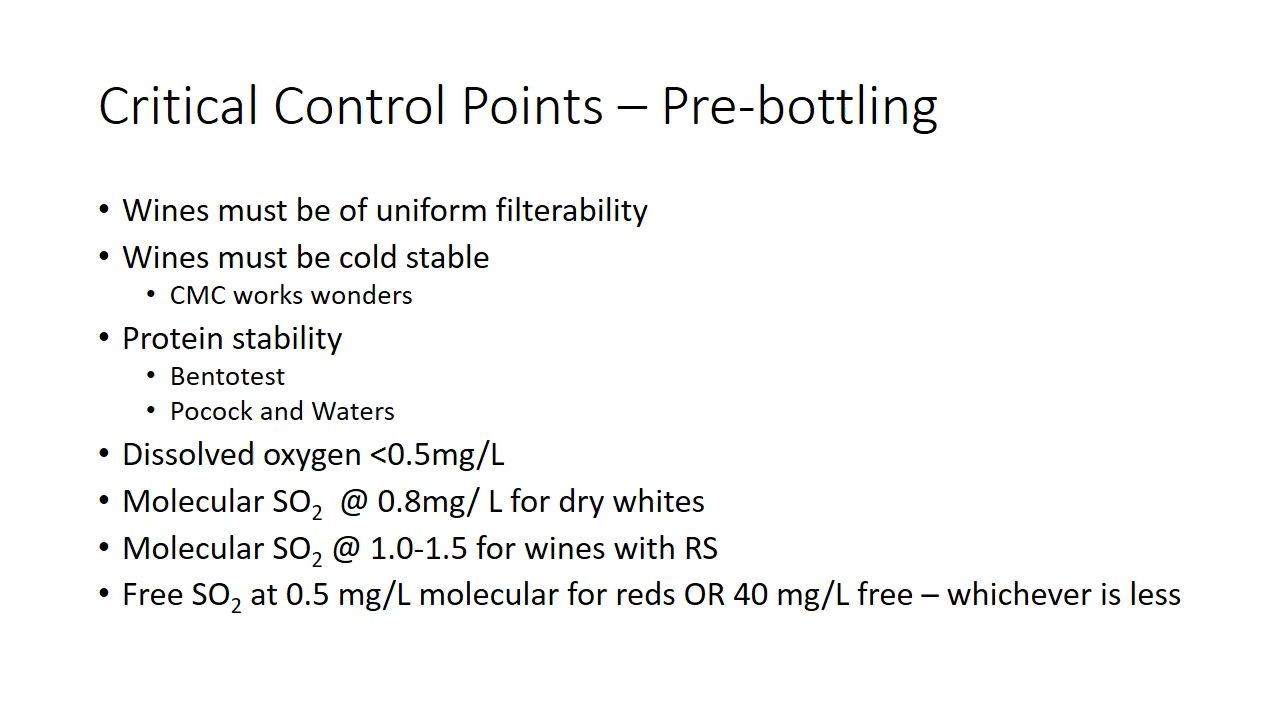 Critical Control Points – Pre-bottling
• Wines must be of uniform filterability
• Wines must be cold stable
• CMC works wonders
• Protein stability
• Bentotest
• Pocock and Waters
• Dissolved oxygen <0.5mg/L
• Molecular SO₂  @ 0.8mg/ L for dry whites
• Molecular SO₂ @ 1.0-1.5 for wines with RS
• Free SO₂ at 0.5 mg/L molecular for reds OR 40 mg/L free – whichever is less